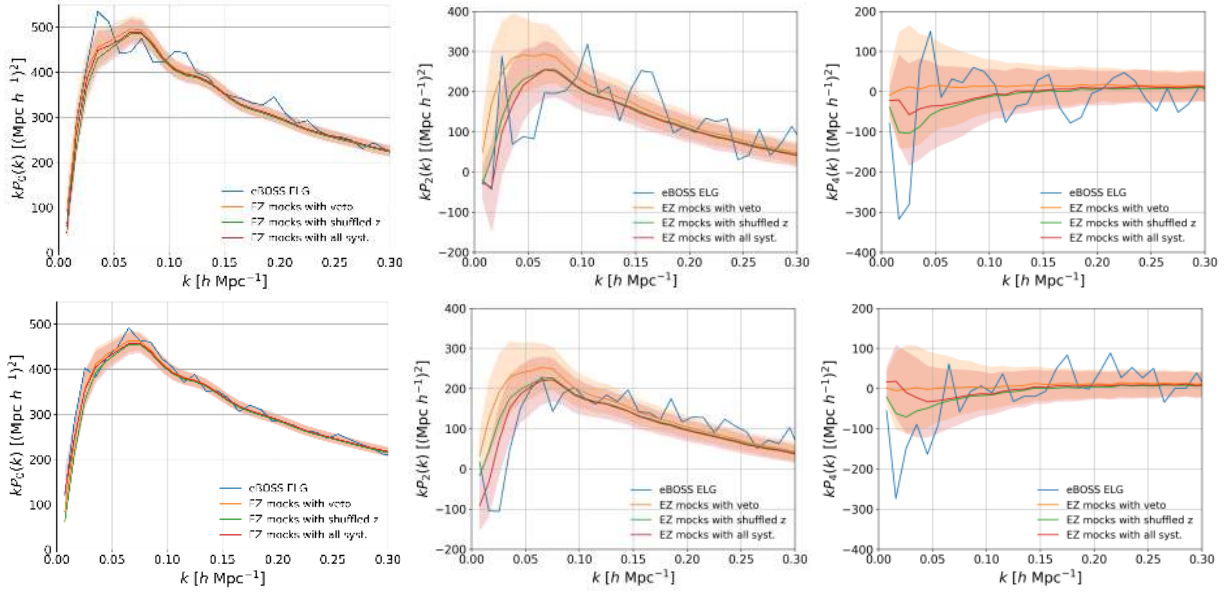 kP₀(k) [(Mpc h⁻¹)²]
500
400
300
200
100
0
0.00 0.05 0.10 0.15 0.20 0.25 0.30
k [h Mpc⁻¹]
eBOSS ELG
EZ mocks with veto
EZ mocks with shuffled z
EZ mocks with all syst.
kP₂(k) [(Mpc h⁻¹)²]
400
300
200
100
0
−100
−200
0.00 0.05 0.10 0.15 0.20 0.25 0.30
k [h Mpc⁻¹]
eBOSS ELG
EZ mocks with veto
EZ mocks with shuffled z
EZ mocks with all syst.
kP₄(k) [(Mpc h⁻¹)²]
200
100
0
−100
−200
−300
−400
0.00 0.05 0.10 0.15 0.20 0.25 0.30
k [h Mpc⁻¹]
eBOSS ELG
EZ mocks with veto
EZ mocks with shuffled z
EZ mocks with all syst.
kP₀(k) [(Mpc h⁻¹)²]
500
400
300
200
100
0
0.00 0.05 0.10 0.15 0.20 0.25 0.30
k [h Mpc⁻¹]
eBOSS ELG
EZ mocks with veto
EZ mocks with shuffled z
EZ mocks with all syst.
kP₂(k) [(Mpc h⁻¹)²]
400
300
200
100
0
−100
−200
0.00 0.05 0.10 0.15 0.20 0.25 0.30
k [h Mpc⁻¹]
eBOSS ELG
EZ mocks with veto
EZ mocks with shuffled z
EZ mocks with all syst.
kP₄(k) [(Mpc h⁻¹)²]
200
100
0
−100
−200
−300
−400
0.00 0.05 0.10 0.15 0.20 0.25 0.30
k [h Mpc⁻¹]
eBOSS ELG
EZ mocks with veto
EZ mocks with shuffled z
EZ mocks with all syst.